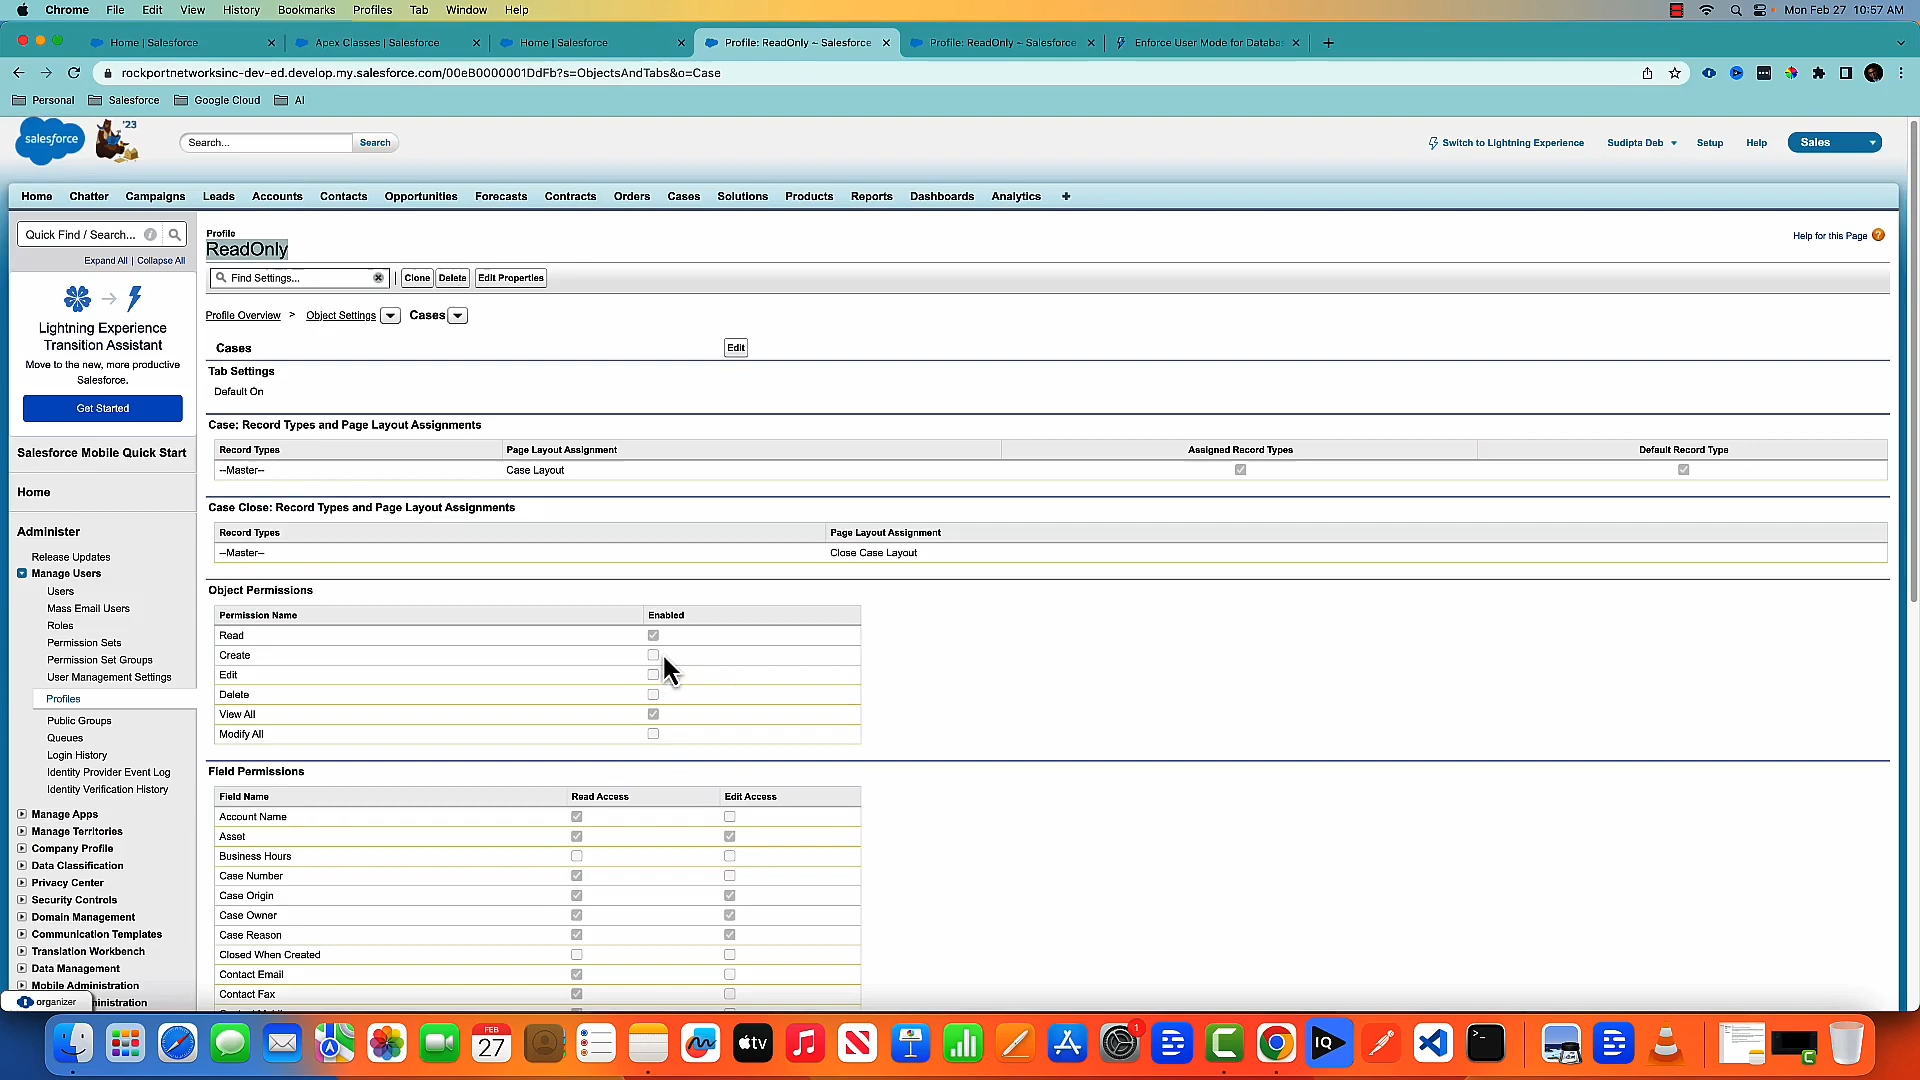 Chrome File Edit View History Bookmarks Profiles Tab Window Help Mon Feb 27 10:57 AM
Home | Salesforce Apex Classes | Salesforce Home | Salesforce Profile: ReadOnly ~ Salesforce Profile: ReadOnly ~ Salesforce Enforce User Mode for Databas
rockportnetworksinc-dev-ed.develop.my.salesforce.com/00eB0000001DdFb?s=ObjectsAndTabs&o=Case
Personal Salesforce Google Cloud AI
salesforce '23 Search... Search Switch to Lightning Experience Sudipta Deb Setup Help Sales
Home Chatter Campaigns Leads Accounts Contacts Opportunities Forecasts Contracts Orders Cases Solutions Products Reports Dashboards Analytics +
Quick Find / Search...
Expand All | Collapse All
Lightning Experience
Transition Assistant
Move to the new, more productive
Salesforce.
Get Started
Salesforce Mobile Quick Start
Home
Administer
Release Updates
Manage Users
Users
Mass Email Users
Roles
Permission Sets
Permission Set Groups
User Management Settings
Profiles
Public Groups
Queues
Login History
Identity Provider Event Log
Identity Verification History
Manage Apps
Manage Territories
Company Profile
Data Classification
Privacy Center
Security Controls
Domain Management
Communication Templates
Translation Workbench
Data Management
Mobile Administration
organizer
Profile
ReadOnly
Help for this Page ?
Find Settings... | Clone Delete Edit Properties
Profile Overview > Object Settings Cases
Cases Edit
Tab Settings
Default On
Case: Record Types and Page Layout Assignments
Record Types Page Layout Assignment Assigned Record Types Default Record Type
--Master-- Case Layout
Case Close: Record Types and Page Layout Assignments
Record Types Page Layout Assignment
--Master-- Close Case Layout
Object Permissions
Permission Name Enabled
Read
Create
Edit
Delete
View All
Modify All
Field Permissions
Field Name Read Access Edit Access
Account Name
Asset
Business Hours
Case Number
Case Origin
Case Owner
Case Reason
Closed When Created
Contact Email
Contact Fax
FEB
27
tv
1
IQ